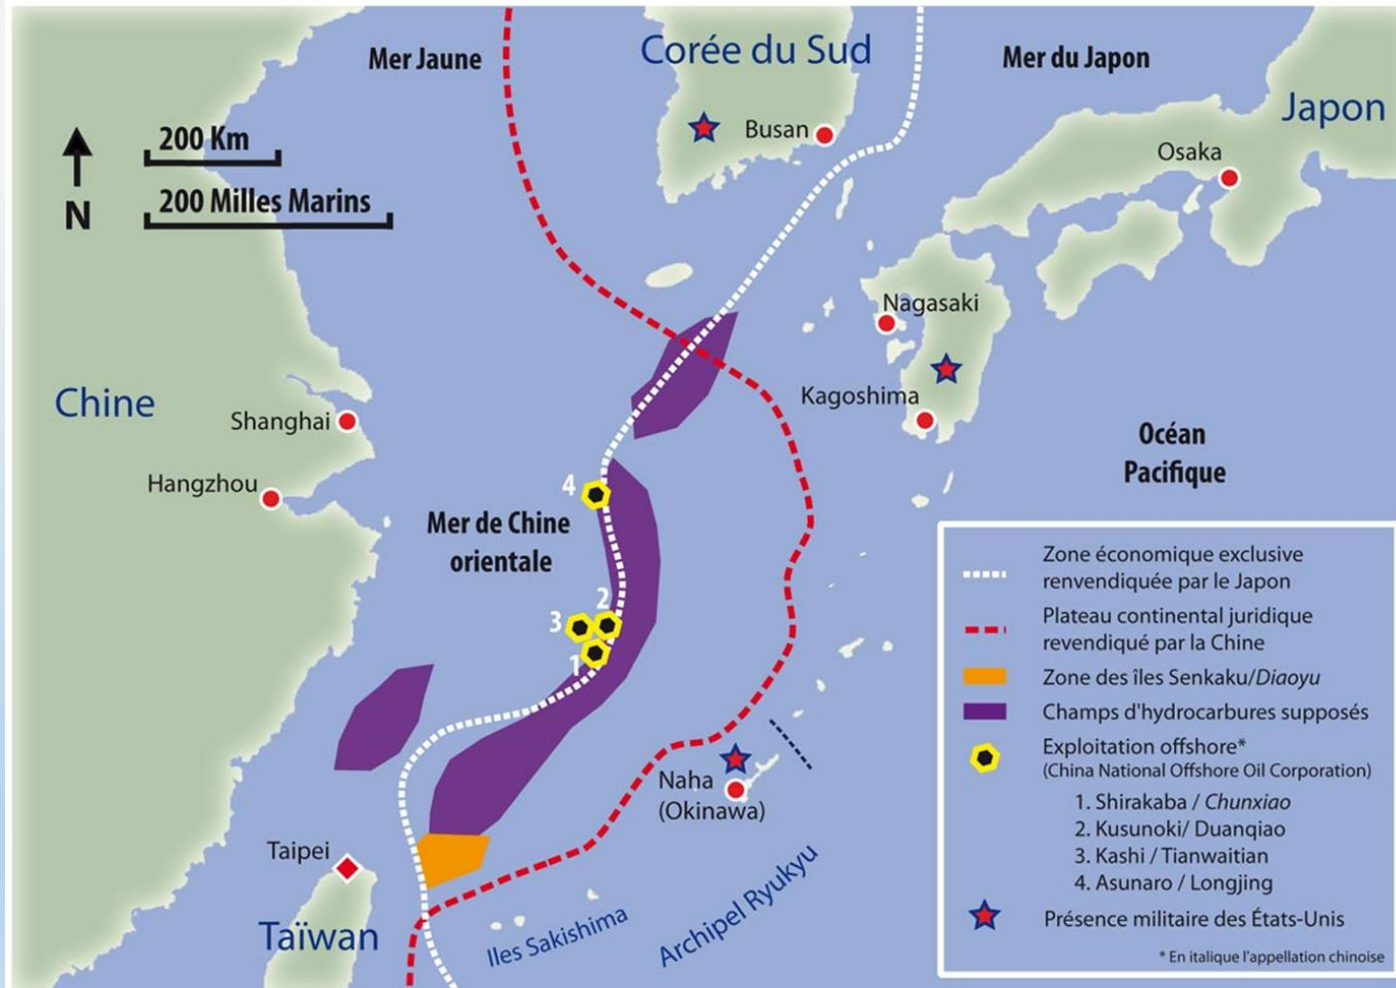 Mer Jaune
Corée du Sud
Mer du Japon
Japon
200 Km
200 Milles Marins
N
Busan
Osaka
Nagasaki
Kagoshima
Chine
Shanghai
Hangzhou
Océan
Pacifique
Mer de Chine
orientale
4
3
2
1
Naha
(Okinawa)
Taipei
Taïwan
Iles Sakishima
Archipel Ryukyu
Zone économique exclusive
renvendiquée par le Japon
Plateau continental juridique
revendiqué par la Chine
Zone des îles Senkaku/Diaoyu
Champs d'hydrocarbures supposés
Exploitation offshore*
(China National Offshore Oil Corporation)
1. Shirakaba / Chunxiao
2. Kusunoki/ Duanqiao
3. Kashi / Tianwaitian
4. Asunaro / Longjing
Présence militaire des États-Unis
* En italique l'appellation chinoise